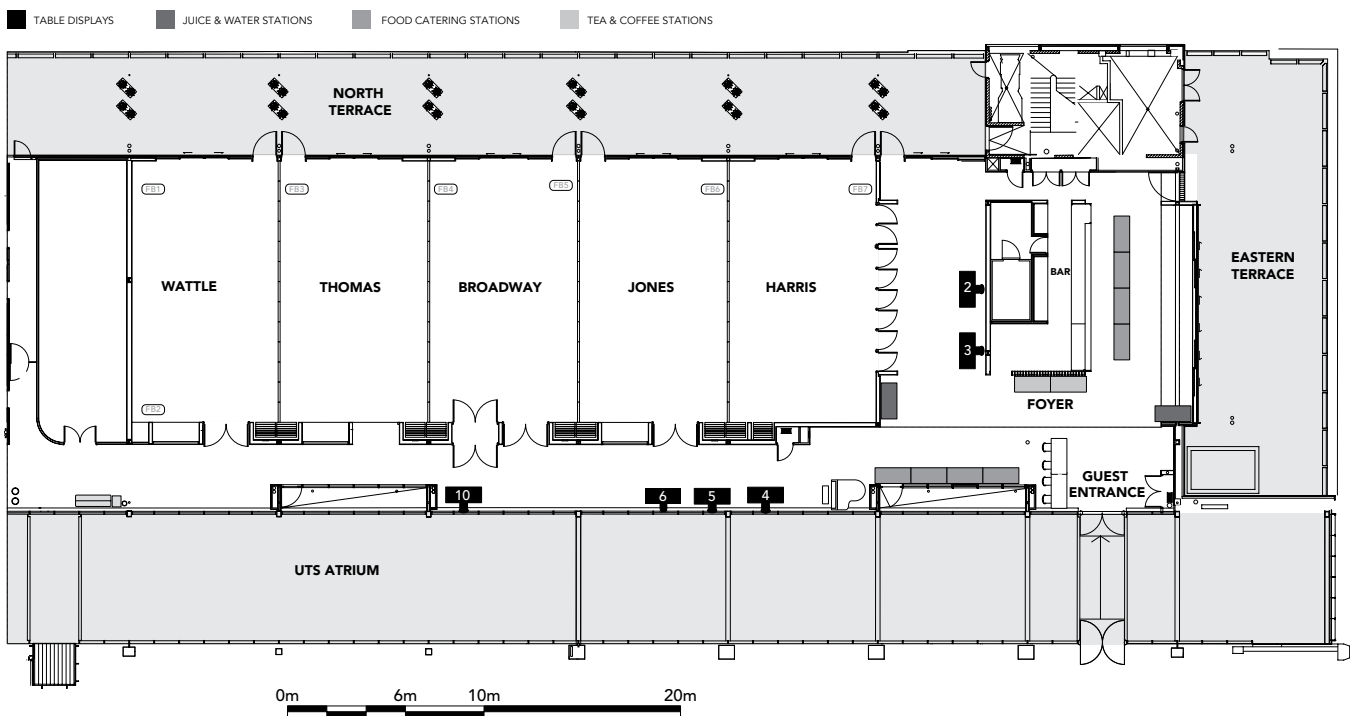 TABLE DISPLAYS
JUICE & WATER STATIONS
FOOD CATERING STATIONS
TEA & COFFEE STATIONS
NORTH
TERRACE
FB1
FB3
FB4
FB5
FB6
FB7
WATTLE
THOMAS
BROADWAY
JONES
HARRIS
2
BAR
EASTERN
TERRACE
3
FB2
FOYER
GUEST
ENTRANCE
10
6
5
4
UTS ATRIUM
0m
6m
10m
20m